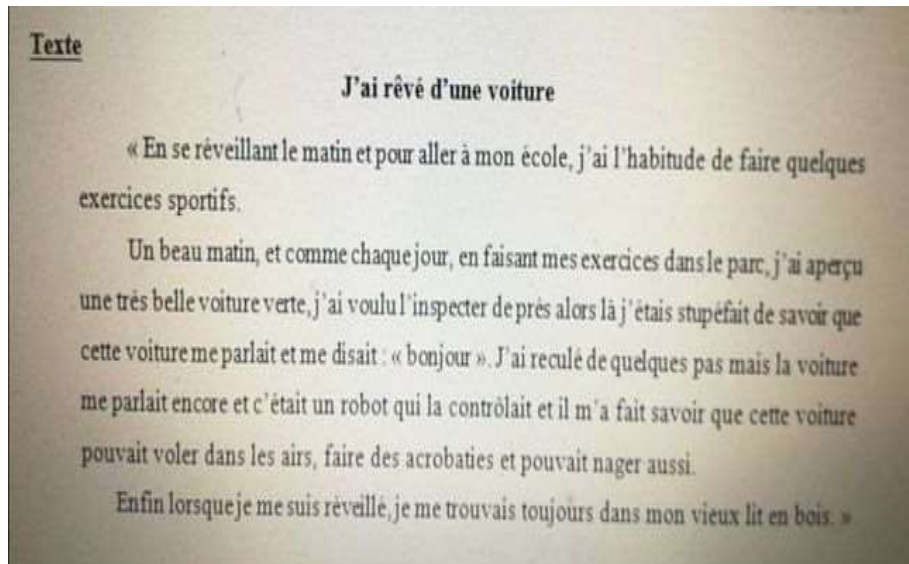 Texte
J'ai rêvé d'une voiture
« En se réveillant le matin et pour aller à mon école, j'ai l'habitude de faire quelques
exercices sportifs.
Un beau matin, et comme chaque jour, en faisant mes exercices dans le parc, j'ai aperçu
une très belle voiture verte, j'ai voulu l'inspecter de près alors là j'étais stupéfait de savoir que
cette voiture me parlait et me disait : « bonjour ». J'ai reculé de quelques pas mais la voiture
me parlait encore et c'était un robot qui la contrôlait et il m'a fait savoir que cette voiture
pouvait voler dans les airs, faire des acrobaties et pouvait nager aussi.
Enfin lorsque je me suis réveillé, je me trouvais toujours dans mon vieux lit en bois. »